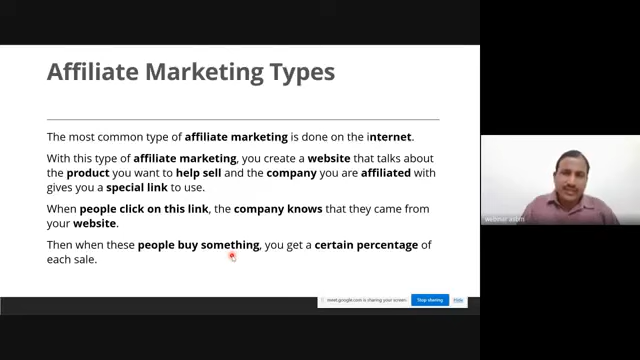 Affiliate Marketing Types
The most common type of affiliate marketing is done on the internet.
With this type of affiliate marketing, you create a website that talks about
the product you want to help sell and the company you are affiliated with
gives you a special link to use.
When people click on this link, the company knows that they came from
your website.
Then when these people buy something, you get a certain percentage of
each sale.
meet.google.com is sharing your screen.
Stop sharing
Hide